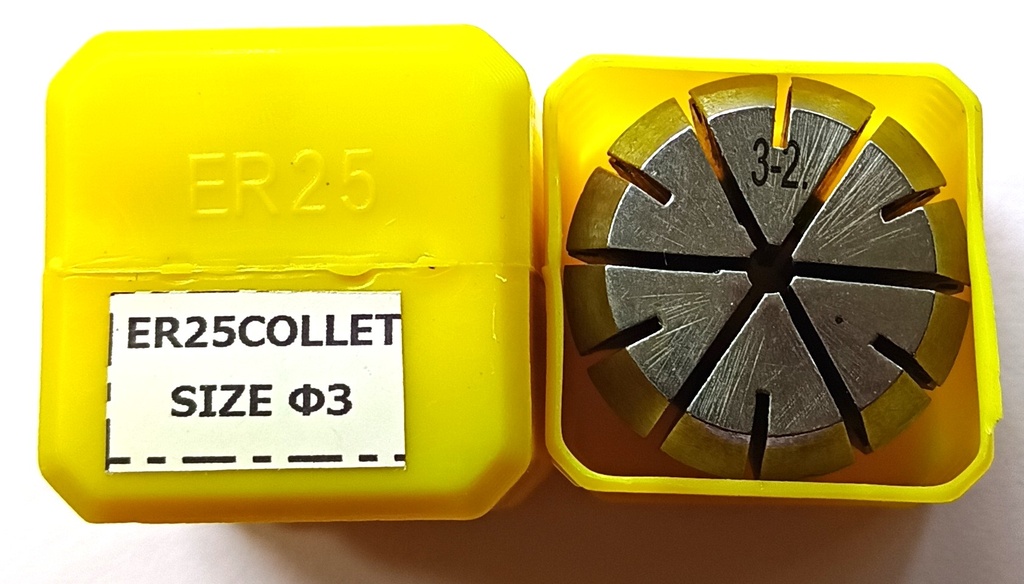 ER25
ER25COLLET
SIZE Φ3
3-2.